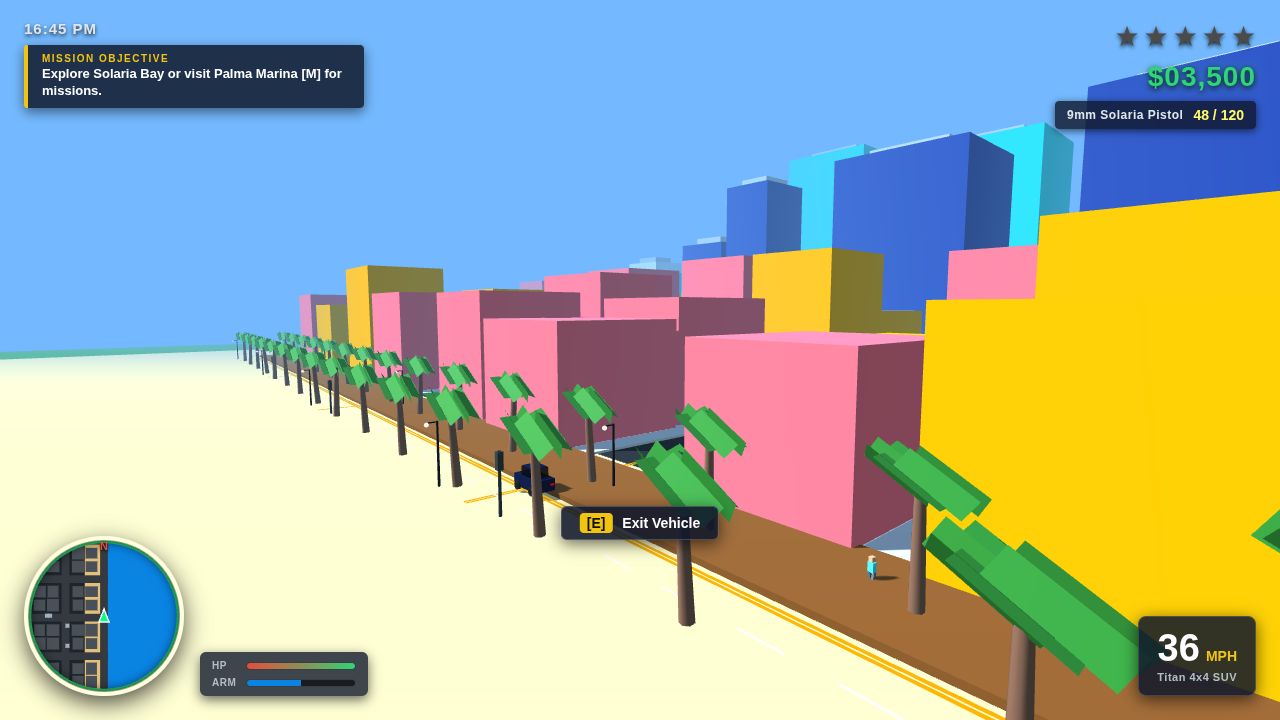 16:45 PM
MISSION OBJECTIVE
Explore Solaria Bay or visit Palma Marina [M] for
missions.
★★★★★
$03,500
9mm Solaria Pistol 48 / 120
[E] Exit Vehicle
N
HP
ARM
36 MPH
Titan 4x4 SUV